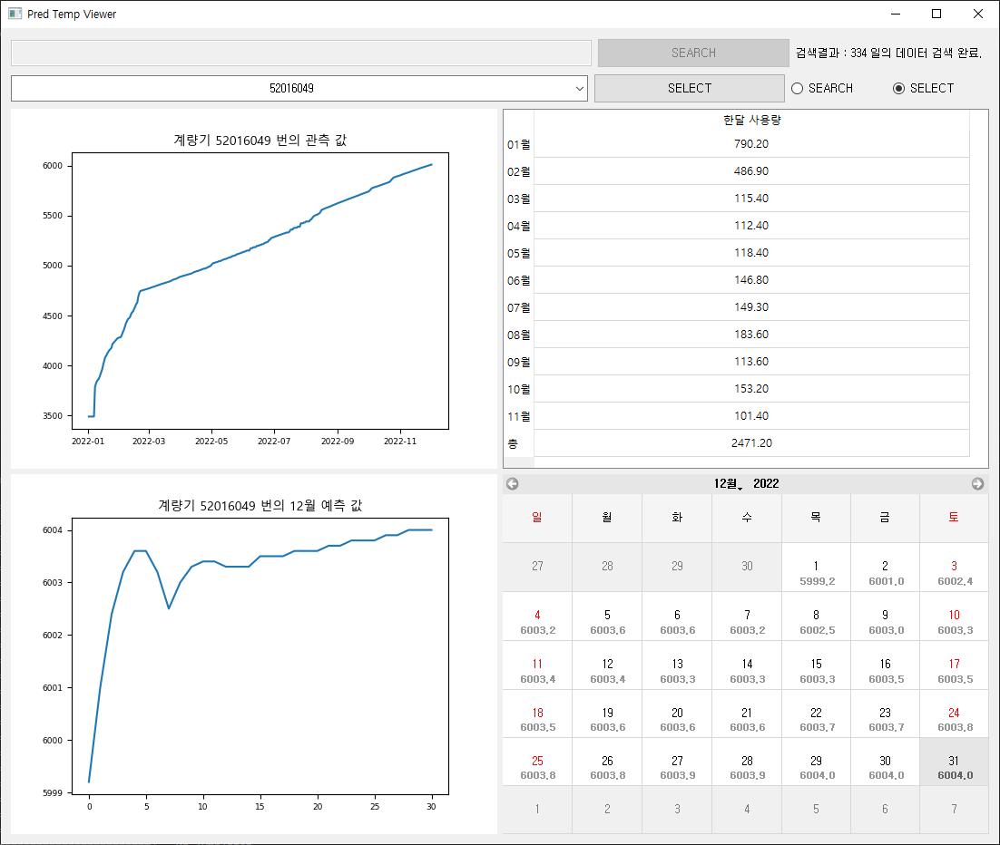 Pred Temp Viewer
SEARCH
검색결과 : 334 일의 데이터 검색 완료.
52016049
SELECT
SEARCH
SELECT
계량기 52016049 번의 관측 값
6000
5500
5000
4500
4000
3500
2022-01 2022-03 2022-05 2022-07 2022-09 2022-11
한달 사용량
01월 790.20
02월 486.90
03월 115.40
04월 112.40
05월 118.40
06월 146.80
07월 149.30
08월 183.60
09월 113.60
10월 153.20
11월 101.40
총 2471.20
계량기 52016049 번의 12월 예측 값
6004
6003
6002
6001
6000
5999
0 5 10 15 20 25 30
12월, 2022
일 월 화 수 목 금 토
27 28 29 30 1 2 3
5999.2 6001.0 6002.4
4 5 6 7 8 9 10
6003.2 6003.6 6003.6 6003.2 6002.5 6003.0 6003.3
11 12 13 14 15 16 17
6003.4 6003.4 6003.3 6003.3 6003.3 6003.5 6003.5
18 19 20 21 22 23 24
6003.5 6003.6 6003.6 6003.6 6003.7 6003.7 6003.8
25 26 27 28 29 30 31
6003.8 6003.8 6003.9 6003.9 6004.0 6004.0 6004.0
1 2 3 4 5 6 7